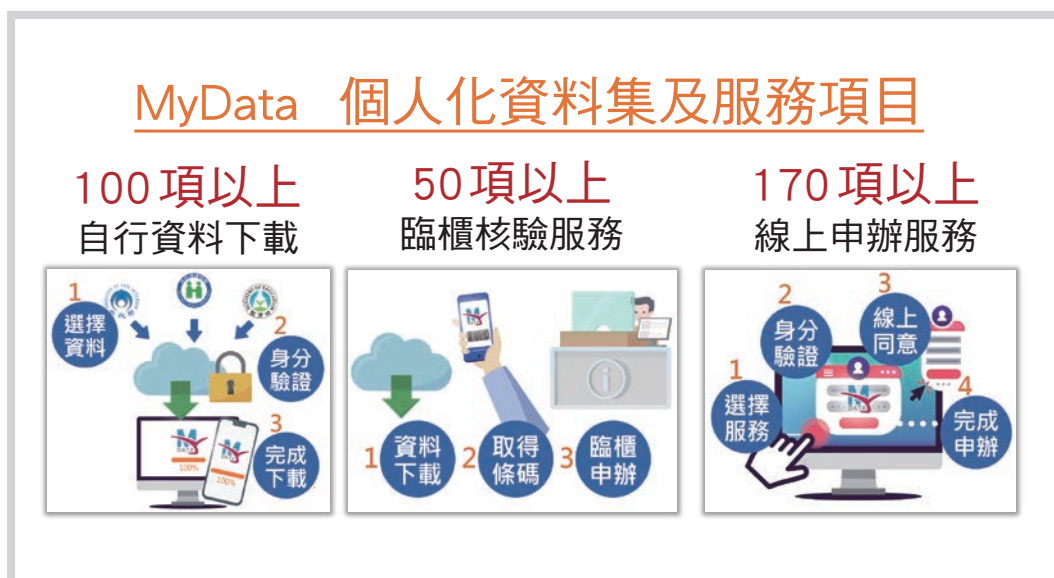 MyData 個人化資料集及服務項目
100項以上
自行資料下載
1
選擇
資料
2
身分
驗證
100%
100%
3
完成
下載
50項以上
臨櫃核驗服務
1
資料
下載
2
取得
條碼
3
臨櫃
申辦
170項以上
線上申辦服務
1
選擇
服務
2
身分
驗證
3
線上
同意
4
完成
申辦